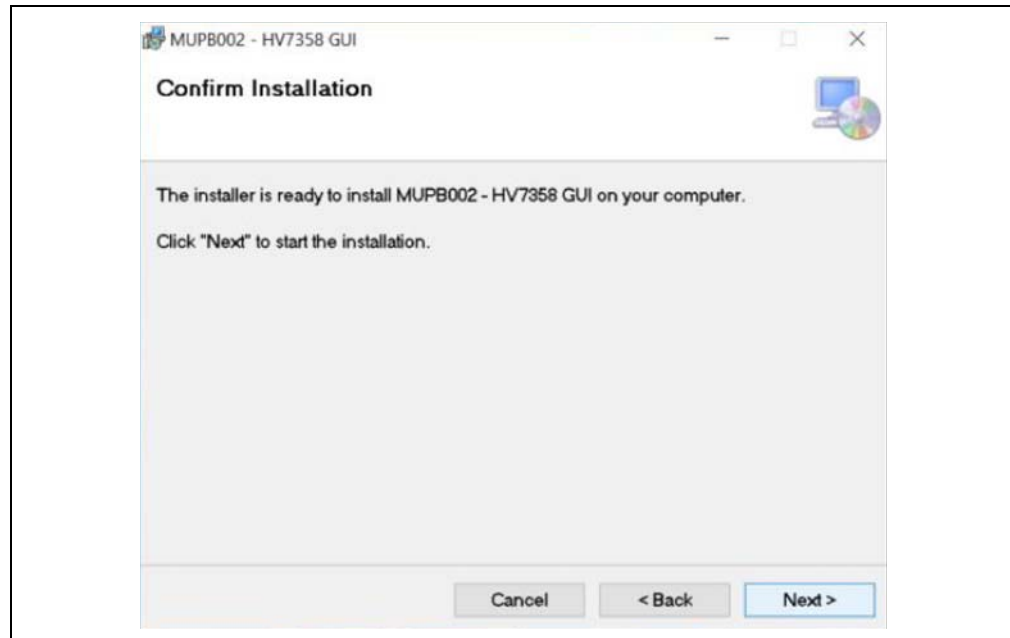 MUPB002 - HV7358 GUI
Confirm Installation
The installer is ready to install MUPB002 - HV7358 GUI on your computer.
Click "Next" to start the installation.
Cancel
< Back
Next >